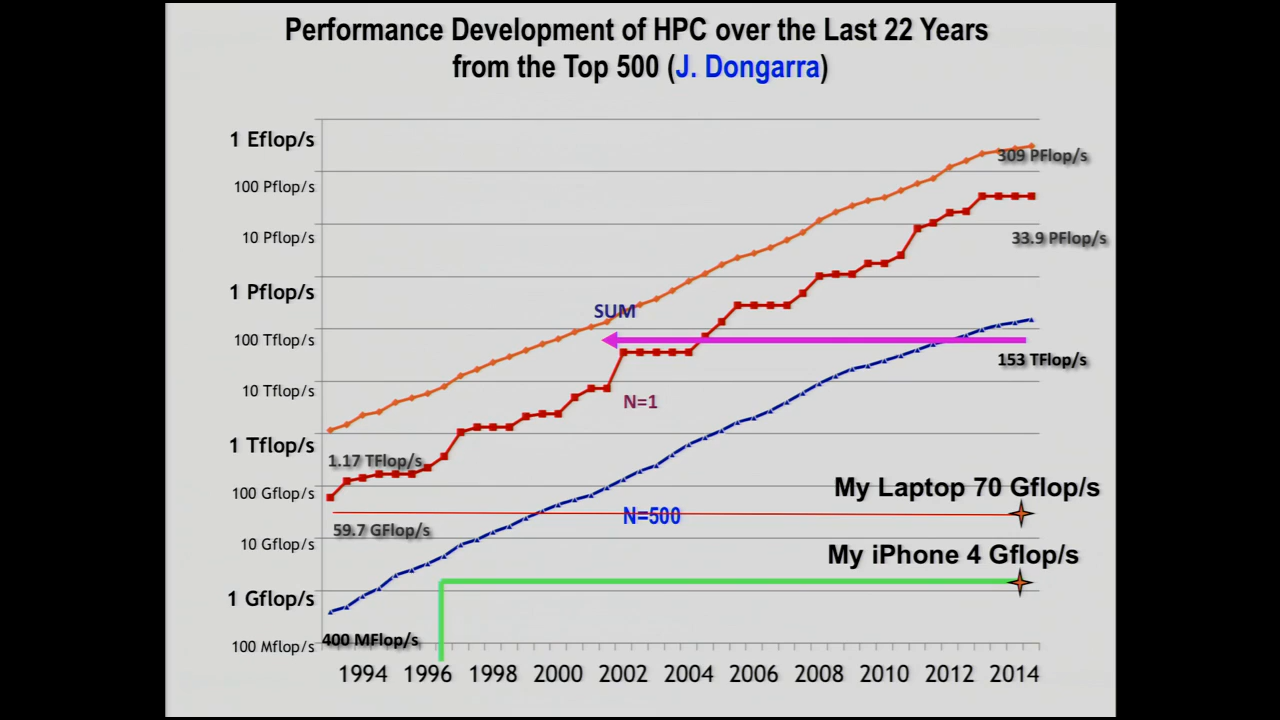 Performance Development of HPC over the Last 22 Years
from the Top 500 (J. Dongarra)
1 Eflop/s
309 PFlop/s
100 Pflop/s
10 Pflop/s
33.9 PFlop/s
1 Pflop/s
SUM
100 Tflop/s
153 TFlop/s
10 Tflop/s
N=1
1 Tflop/s
1.17 TFlop/s
100 Gflop/s
My Laptop 70 Gflop/s
N=500
59.7 GFlop/s
10 Gflop/s
My iPhone 4 Gflop/s
1 Gflop/s
400 MFlop/s
100 Mflop/s
1994 1996 1998 2000 2002 2004 2006 2008 2010 2012 2014